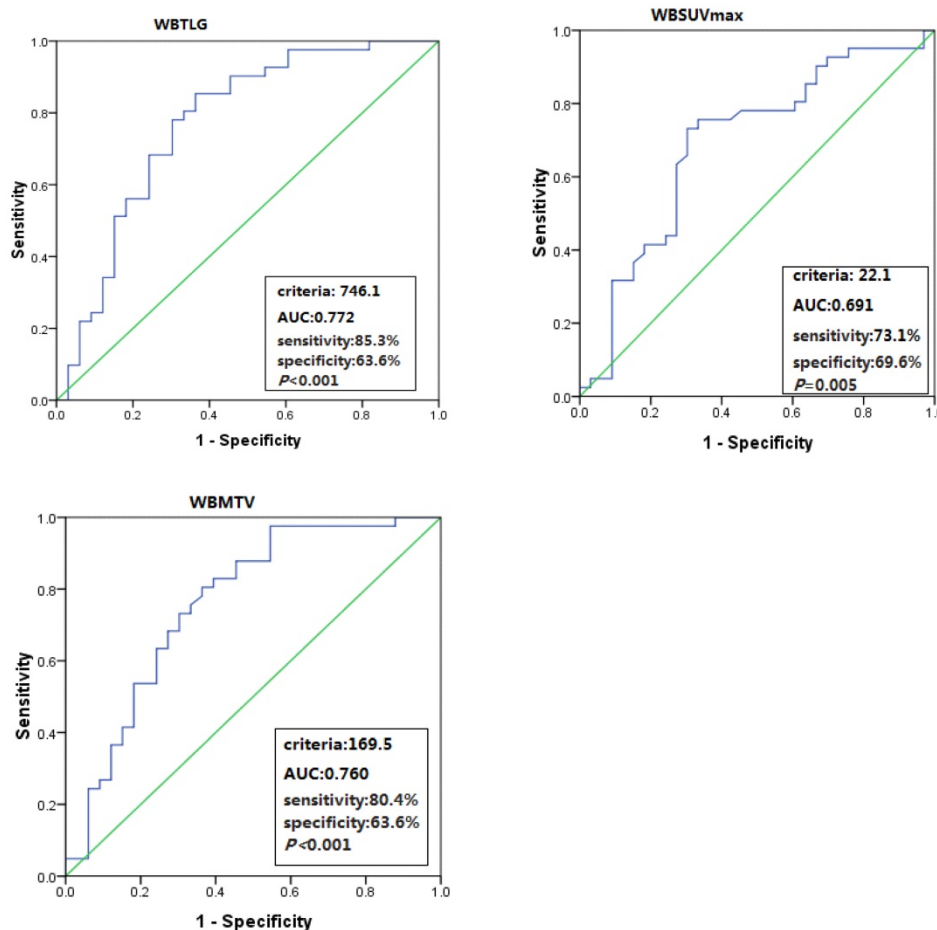 WBTLG
1.0
0.8
0.6
0.4
0.2
0.0
Sensitivity
criteria: 746.1
AUC:0.772
sensitivity:85.3%
specificity:63.6%
P<0.001
0.0 0.2 0.4 0.6 0.8 1.0
1 - Specificity
WBSUVmax
1.0
0.8
0.6
0.4
0.2
0.0
Sensitivity
criteria: 22.1
AUC:0.691
sensitivity:73.1%
specificity:69.6%
P=0.005
0.0 0.2 0.4 0.6 0.8 1.0
1 - Specificity
WBMTV
1.0
0.8
0.6
0.4
0.2
0.0
Sensitivity
criteria:169.5
AUC:0.760
sensitivity:80.4%
specificity:63.6%
P<0.001
0.0 0.2 0.4 0.6 0.8 1.0
1 - Specificity